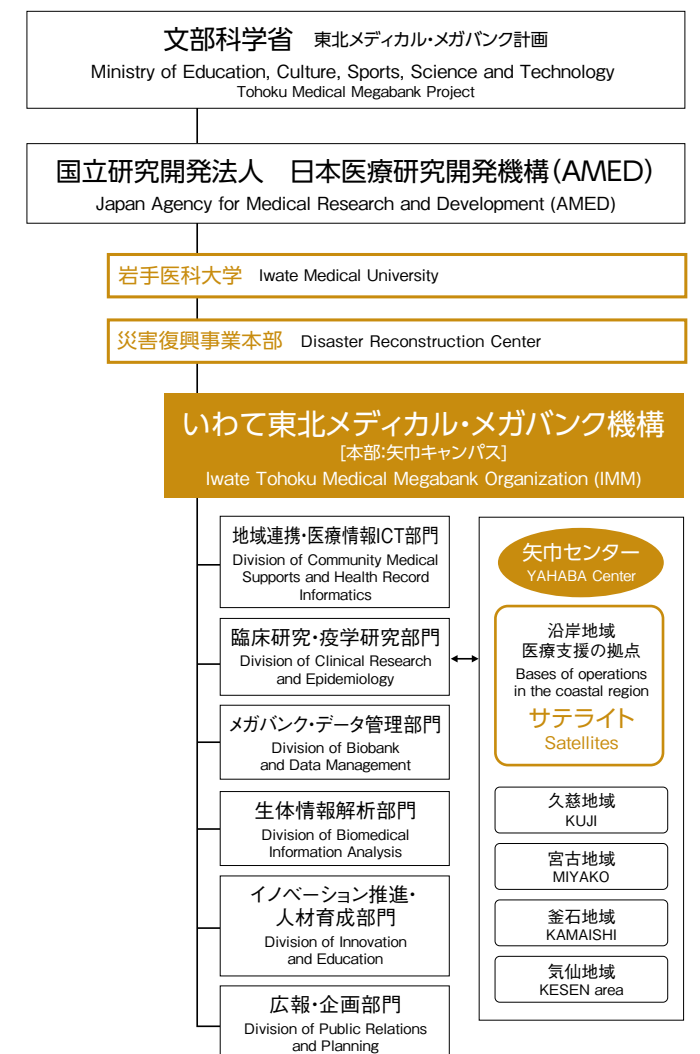 文部科学省 東北メディカル・メガバンク計画
Ministry of Education, Culture, Sports, Science and Technology
Tohoku Medical Megabank Project
国立研究開発法人 日本医療研究開発機構(AMED)
Japan Agency for Medical Research and Development (AMED)
岩手医科大学 Iwate Medical University
災害復興事業本部 Disaster Reconstruction Center
いわて東北メディカル・メガバンク機構
[本部:矢巾キャンパス]
Iwate Tohoku Medical Megabank Organization (IMM)
地域連携・医療情報ICT部門
Division of Community Medical
Supports and Health Record
Informatics
臨床研究・疫学研究部門
Division of Clinical Research
and Epidemiology
メガバンク・データ管理部門
Division of Biobank
and Data Management
生体情報解析部門
Division of Biomedical
Information Analysis
イノベーション推進・
人材育成部門
Division of Innovation
and Education
広報・企画部門
Division of Public Relations
and Planning
矢巾センター
YAHABA Center
沿岸地域
医療支援の拠点
Bases of operations
in the coastal region
サテライト
Satellites
久慈地域
KUJI
宮古地域
MIYAKO
釜石地域
KAMAISHI
気仙地域
KESEN area